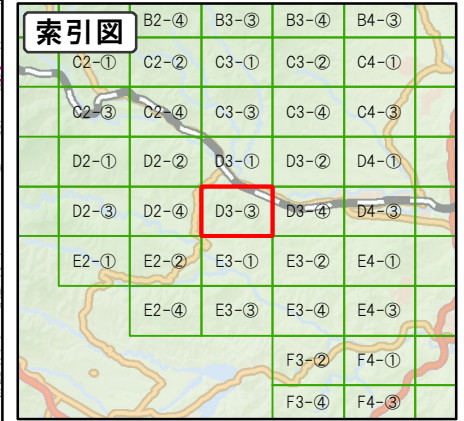 索引図
B2-④ B3-③ B3-④ B4-③
C2-① C2-② C3-① C3-② C4-①
C2-③ C2-④ C3-③ C3-④ C4-③
D2-① D2-② D3-① D3-② D4-①
D2-③ D2-④ D3-③ D3-④ D4-③
E2-① E2-② E3-① E3-② E4-①
E2-④ E3-③ E3-④ E4-③
F3-② F4-①
F3-④ F4-③